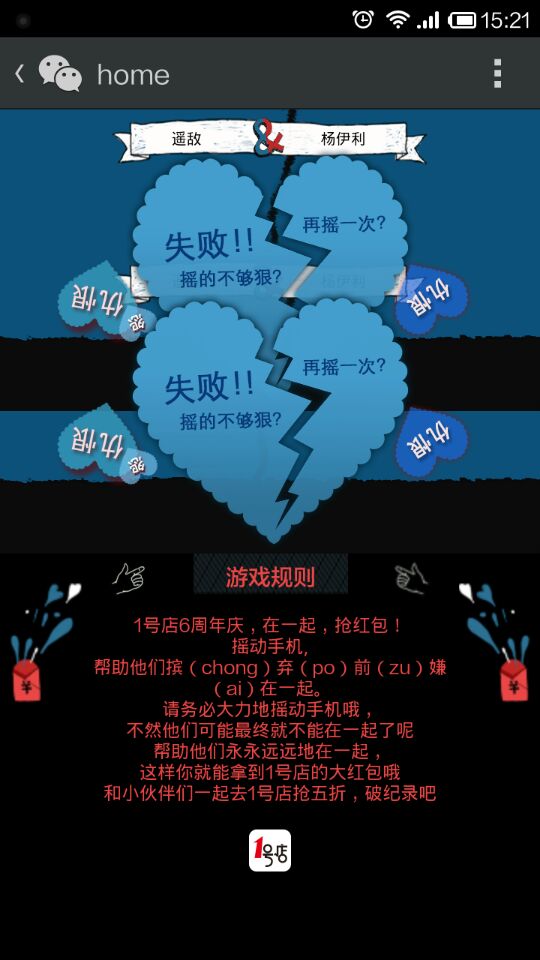 15:21
home
遥敌 & 杨伊利
失败!!
再摇一次?
摇的不够狠?
仇恨
怨
仇恨
失败!!
再摇一次?
摇的不够狠?
仇恨
怨
仇恨
游戏规则
1号店6周年庆，在一起，抢红包！
摇动手机,
帮助他们摈（chong）弃（po）前（zu）嫌
（ai）在一起。
请务必大力地摇动手机哦，
不然他们可能最终就不能在一起了呢
帮助他们永永远远地在一起，
这样你就能拿到1号店的大红包哦
和小伙伴们一起去1号店抢五折，破纪录吧
¥
¥
1号店